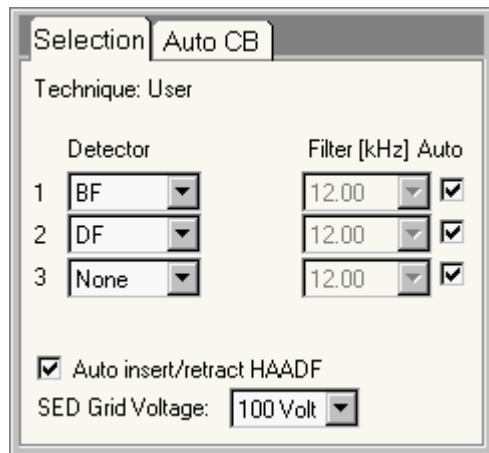 Selection Auto CB
Technique: User
Detector Filter [kHz] Auto
1 BF 12.00
2 DF 12.00
3 None 12.00
Auto insert/retract HAADF
SED Grid Voltage: 100 Volt